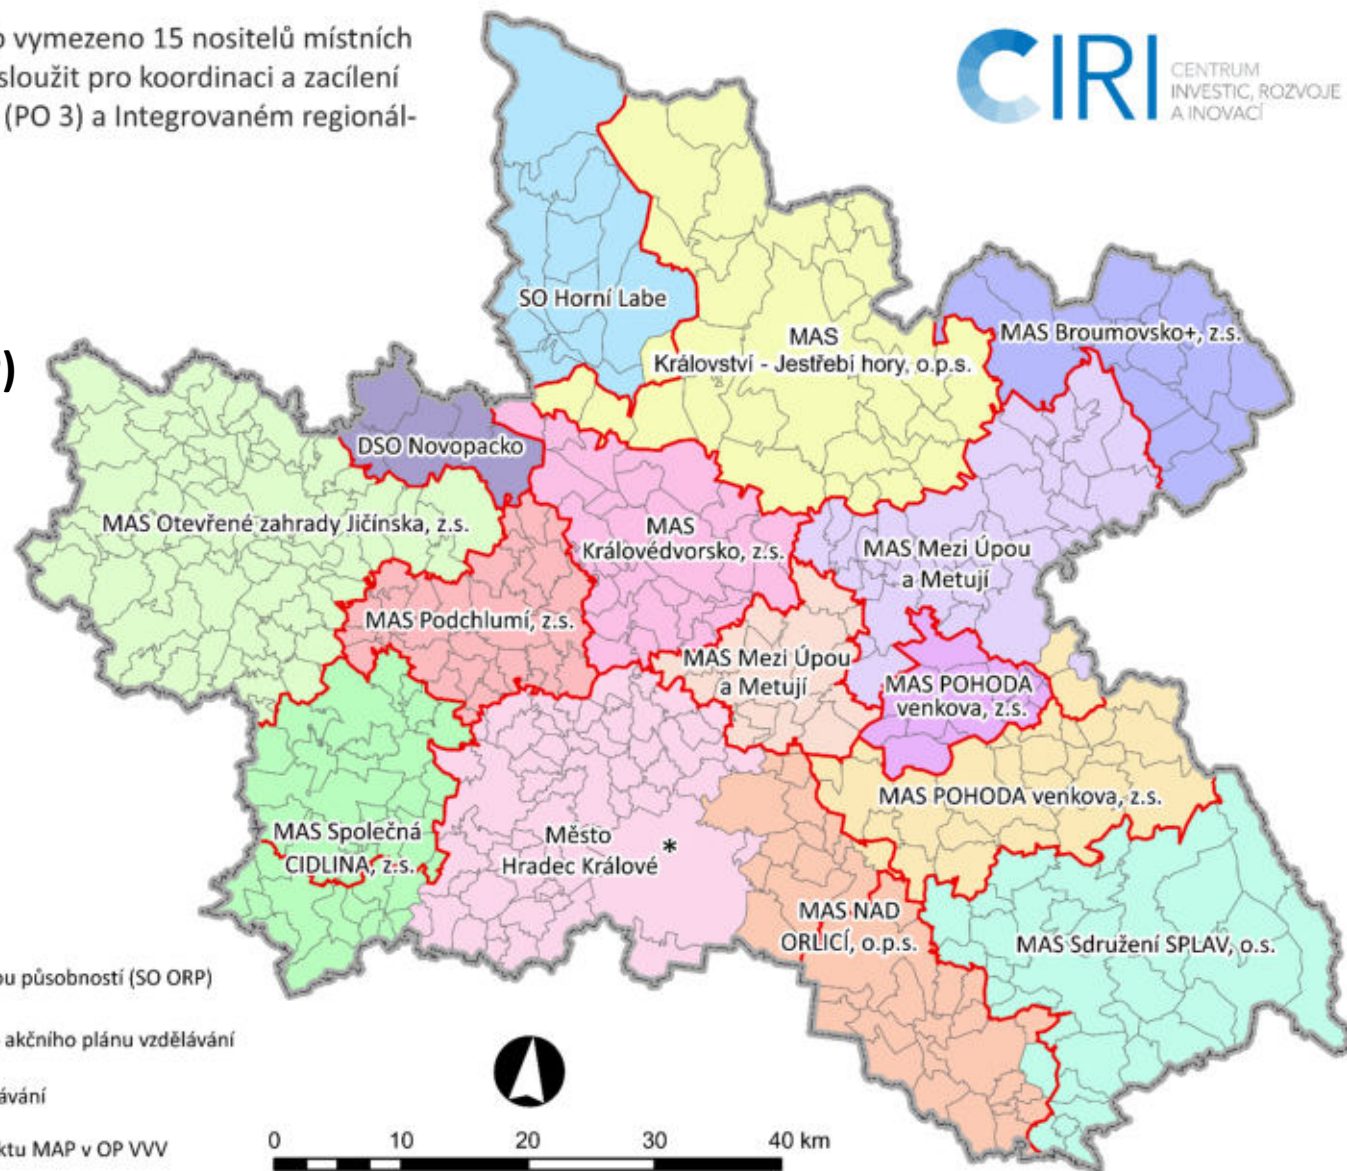 o vymezeno 15 nositelů místních
sloužit pro koordinaci a zacílení
(PO 3) a Integrovaném regionál-
CIRI CENTRUM
INVESTIC, ROZVOJE
A INOVACÍ
)
SO Horní Labe
MAS
Království - Jestřebí hory, o.p.s.
MAS Broumovsko+, z.s.
DSO Novopacko
MAS Otevřené zahrady Jičínska, z.s.
MAS
Královédvorsko, z.s.
MAS Mezi Úpou
a Metují
MAS Podchlumí, z.s.
MAS Mezi Úpou
a Metují
MAS POHODA
venkova, z.s.
MAS POHODA venkova, z.s.
MAS Společná
CIDLINA, z.s.
Město
Hradec Králové *
MAS NAD
ORLICÍ, o.p.s.
MAS Sdružení SPLAV, o.s.
ou působností (SO ORP)
akčního plánu vzdělávání
ávání
ktu MAP v OP VVV
0 10 20 30 40 km